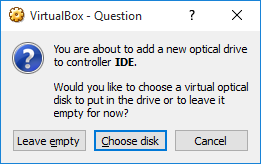 VirtualBox - Question
You are about to add a new optical drive
to controller IDE.
Would you like to choose a virtual optical
disk to put in the drive or to leave it
empty for now?
Leave empty Choose disk Cancel